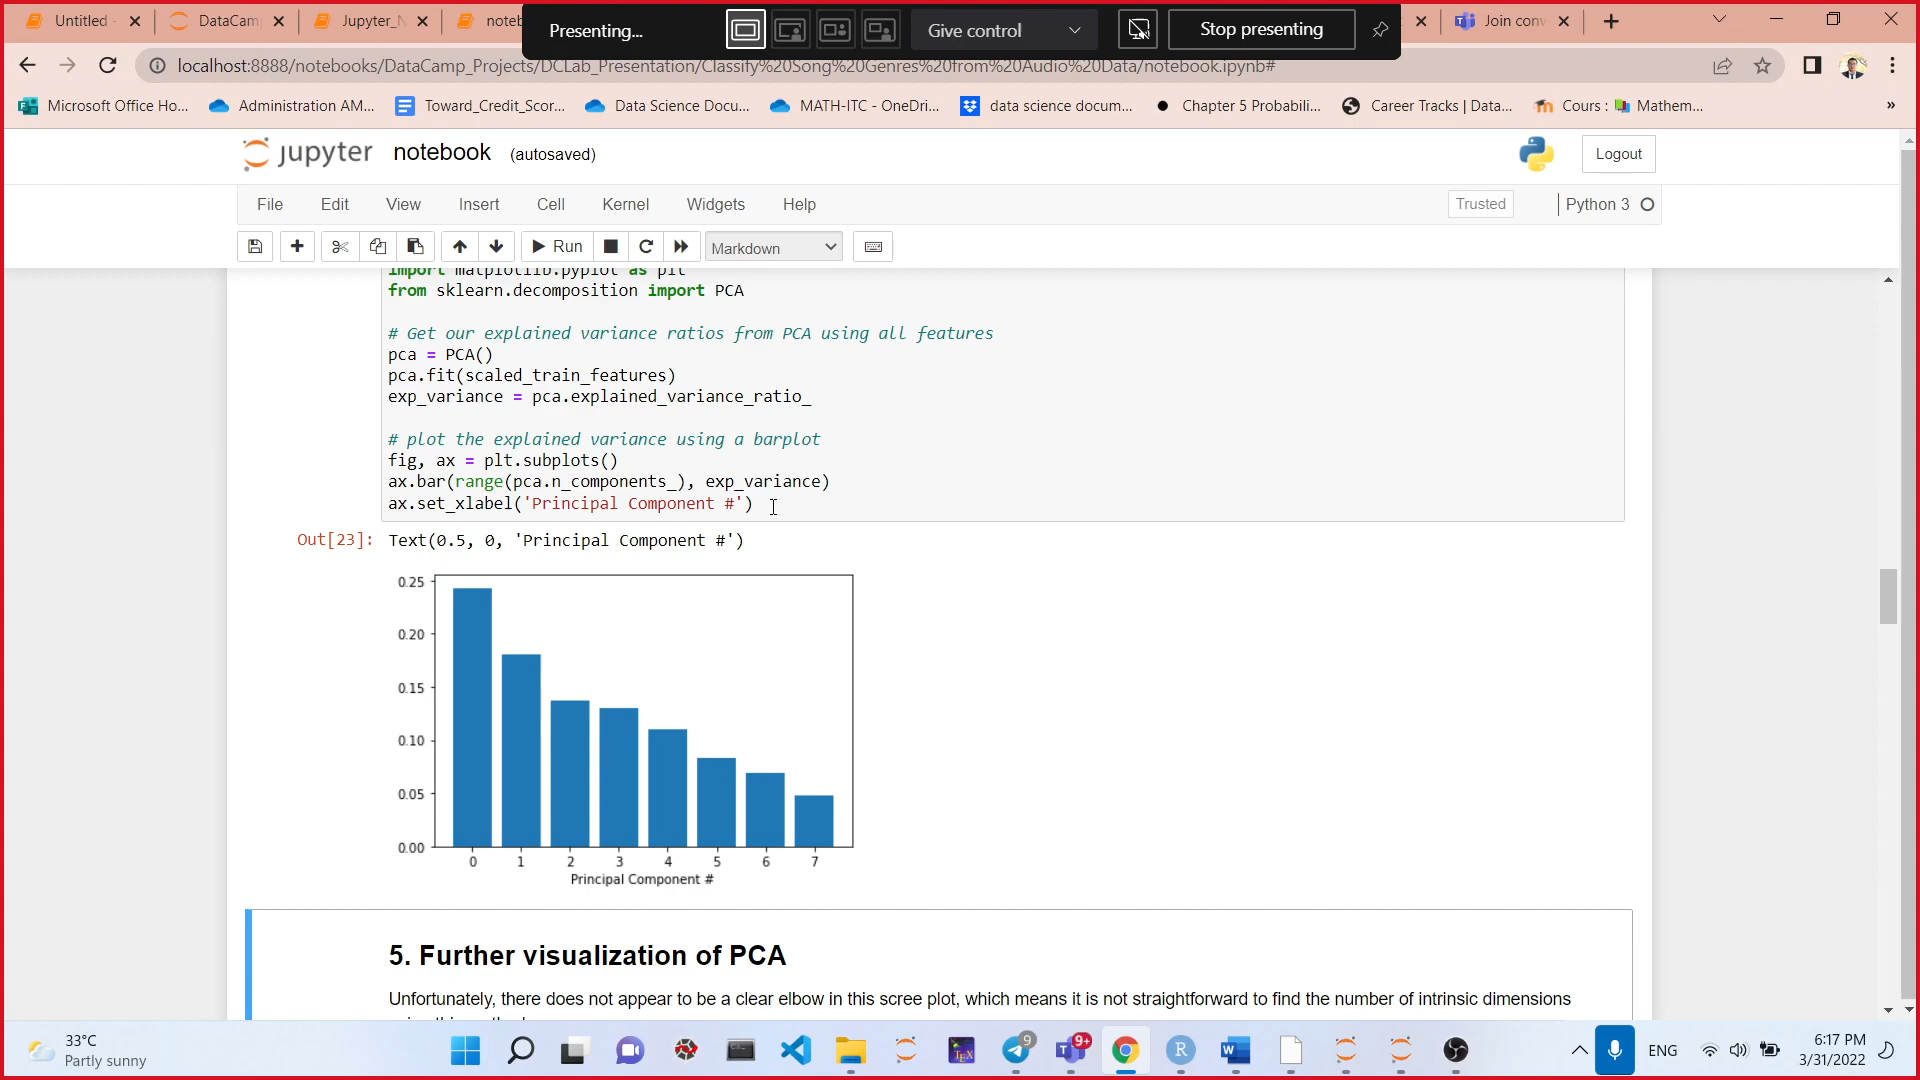 Untitled -
DataCam
Jupyter_N
noteb
Presenting...
Give control
Stop presenting
Join conv
localhost:8888/notebooks/DataCamp_Projects/DCLab_Presentation/Classify%20Song%20Genres%20from%20Audio%20Data/notebook.ipynb#
Microsoft Office Ho...
Administration AM...
Toward_Credit_Scor...
Data Science Docu...
MATH-ITC - OneDri...
data science docum...
Chapter 5 Probabili...
Career Tracks | Data...
Cours :
Mathem...
»
jupyter notebook (autosaved)
Logout
File Edit View Insert Cell Kernel Widgets Help
Trusted
Python 3
Run
Markdown
import matplotlib.pyplot as plt
from sklearn.decomposition import PCA
# Get our explained variance ratios from PCA using all features
pca = PCA()
pca.fit(scaled_train_features)
exp_variance = pca.explained_variance_ratio_
# plot the explained variance using a barplot
fig, ax = plt.subplots()
ax.bar(range(pca.n_components_), exp_variance)
ax.set_xlabel('Principal Component #')
Out[23]: Text(0.5, 0, 'Principal Component #')
0.25
0.20
0.15
0.10
0.05
0.00
0 1 2 3 4 5 6 7
Principal Component #
5. Further visualization of PCA
Unfortunately, there does not appear to be a clear elbow in this scree plot, which means it is not straightforward to find the number of intrinsic dimensions
33°C
Partly sunny
TEX
9
9+
R
ENG
6:17 PM
3/31/2022